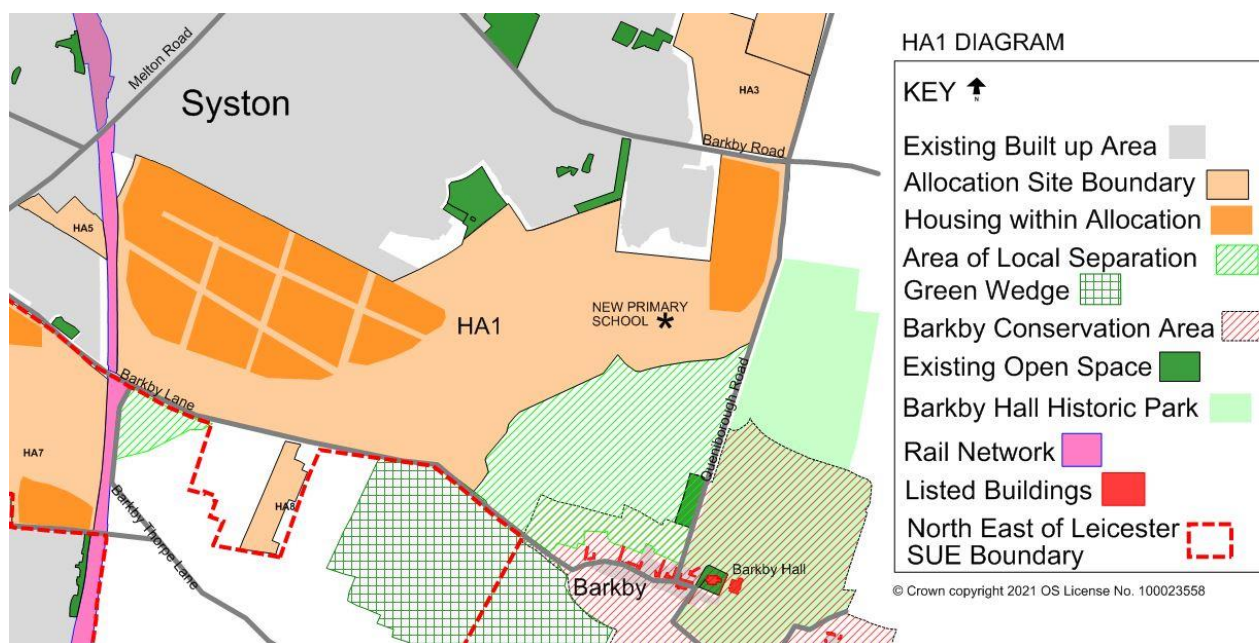 Melton Road
Syston
HA3
Barkby Road
HA5
NEW PRIMARY
SCHOOL *
HA1
Barkby Lane
HA7
HA8
Barkby Thorpe Lane
Queniborough Road
Barkby Hall
Barkby
HA1 DIAGRAM
KEY
N
Existing Built up Area
Allocation Site Boundary
Housing within Allocation
Area of Local Separation
Green Wedge
Barkby Conservation Area
Existing Open Space
Barkby Hall Historic Park
Rail Network
Listed Buildings
North East of Leicester
SUE Boundary
© Crown copyright 2021 OS License No. 100023558